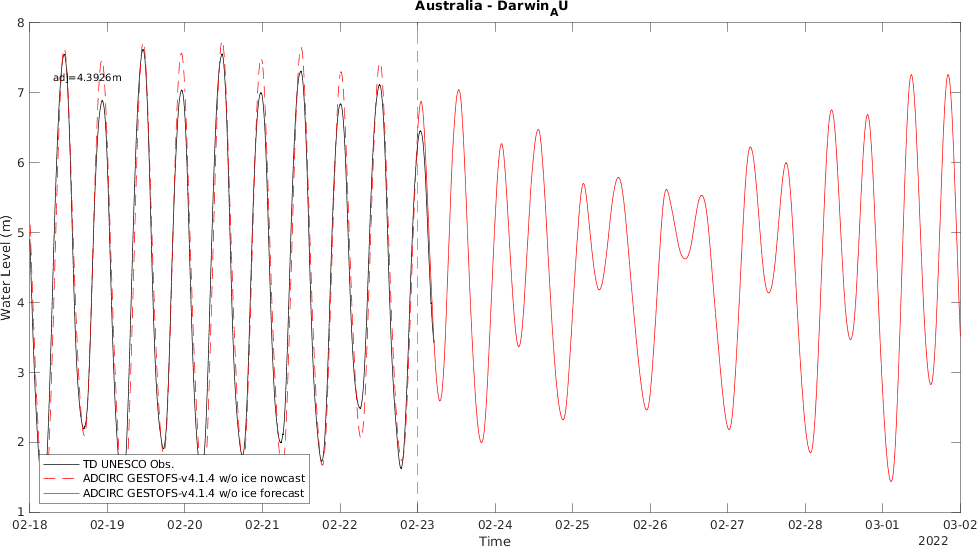 Australia - Darwin_AU
8
7
6
5
4
3
2
1
Water Level (m)
adj=4.3926m
TD UNESCO Obs.
ADCIRC GESTOFS-v4.1.4 w/o ice nowcast
ADCIRC GESTOFS-v4.1.4 w/o ice forecast
02-18 02-19 02-20 02-21 02-22 02-23 02-24 02-25 02-26 02-27 02-28 03-01 03-02
Time
2022